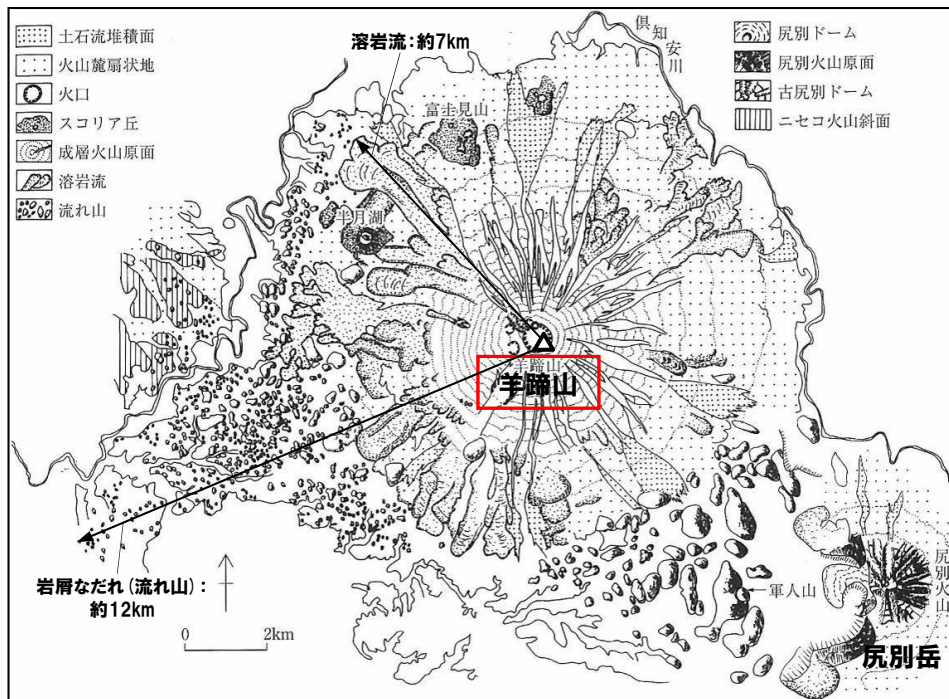 土石流堆積面
火山麓扇状地
火口
スコリア丘
成層火山原面
溶岩流
流れ山
溶岩流:約7km
倶知安川
尻別ドーム
尻別火山原面
古尻別ドーム
ニセコ火山斜面
富士見山
半月湖
羊蹄山
羊蹄山
岩屑なだれ(流れ山):
約12km
0 2km
軍人山
尻別火山
尻別岳